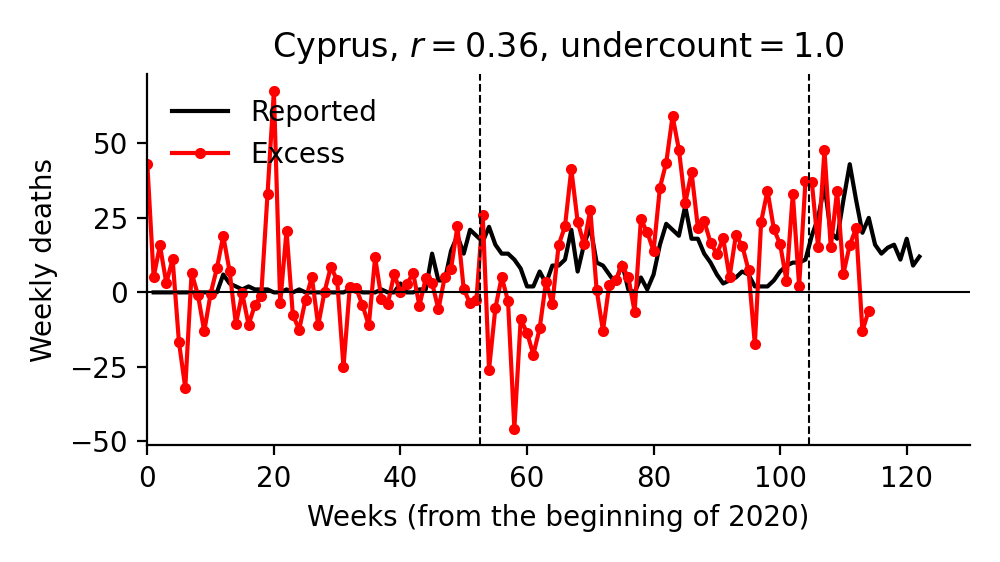 Cyprus, r = 0.36, undercount = 1.0
Reported
Excess
Weekly deaths
50
25
0
−25
−50
0 20 40 60 80 100 120
Weeks (from the beginning of 2020)